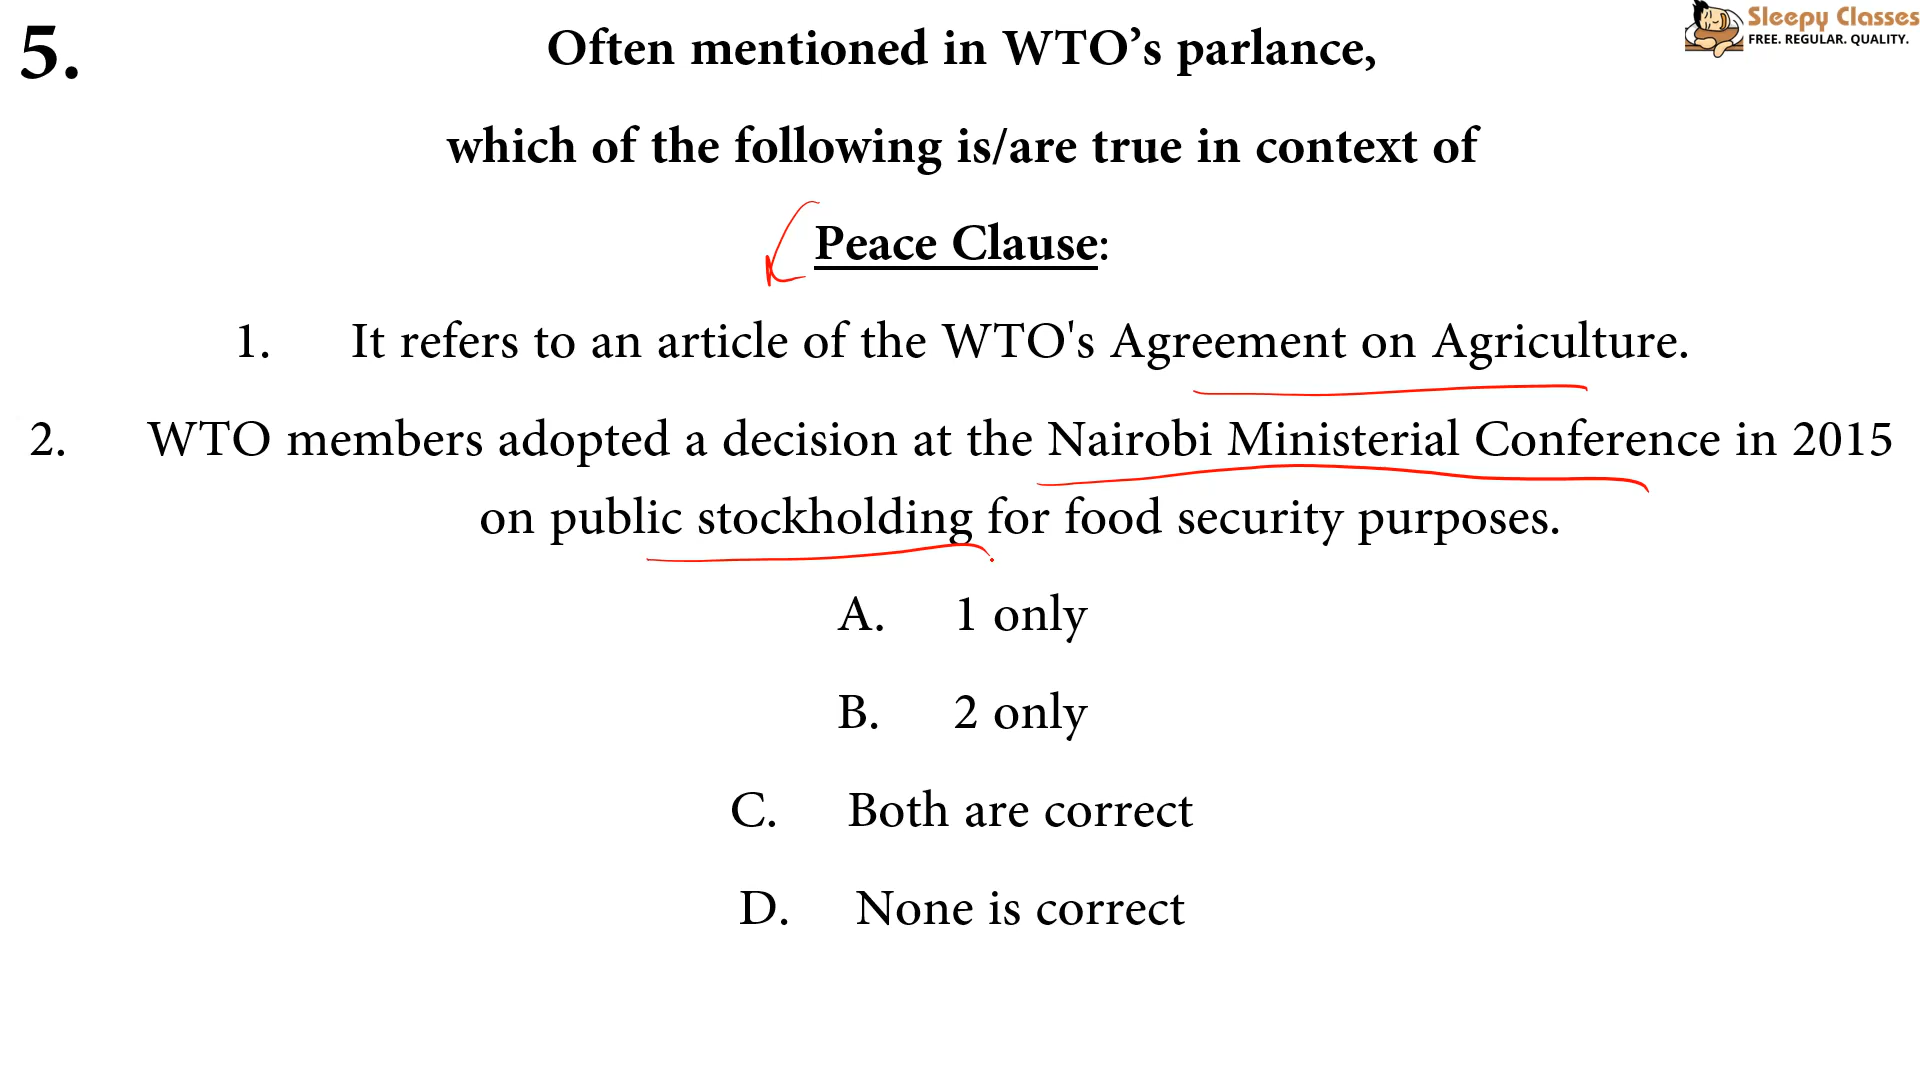 5.
Sleepy Classes
FREE. REGULAR. QUALITY.
Often mentioned in WTO’s parlance,
which of the following is/are true in context of
Peace Clause:
1. It refers to an article of the WTO's Agreement on Agriculture.
2. WTO members adopted a decision at the Nairobi Ministerial Conference in 2015
on public stockholding for food security purposes.
A. 1 only
B. 2 only
C. Both are correct
D. None is correct